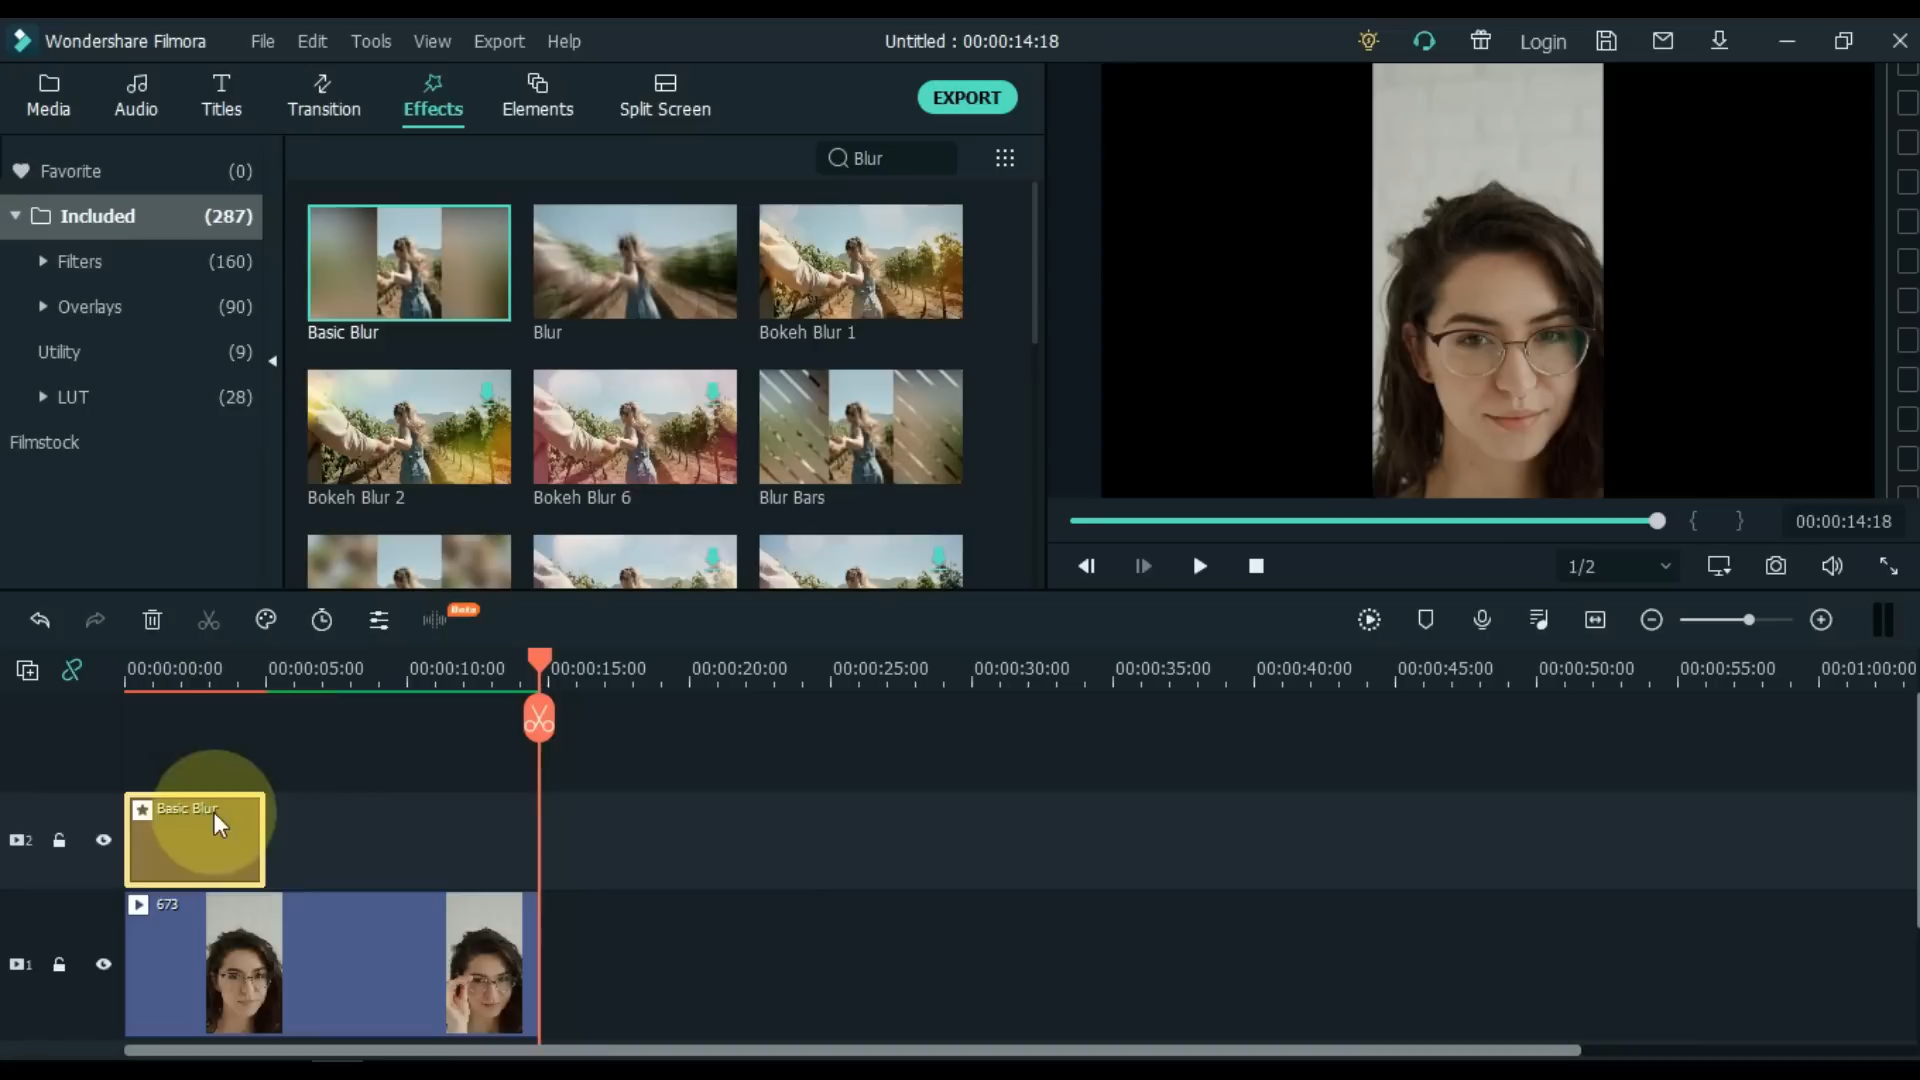 Wondershare Filmora File Edit Tools View Export Help Untitled : 00:00:14:18 Login
Media Audio Titles Transition Effects Elements Split Screen EXPORT
Favorite (0)
Included (287)
Filters (160)
Overlays (90)
Utility (9)
LUT (28)
Filmstock
Blur
Basic Blur Blur Bokeh Blur 1
Bokeh Blur 2 Bokeh Blur 6 Blur Bars
{ } 00:00:14:18
1/2
Beta
00:00:00:00 00:00:05:00 00:00:10:00 00:00:15:00 00:00:20:00 00:00:25:00 00:00:30:00 00:00:35:00 00:00:40:00 00:00:45:00 00:00:50:00 00:00:55:00 00:01:00:00
Basic Blur
2
673
1